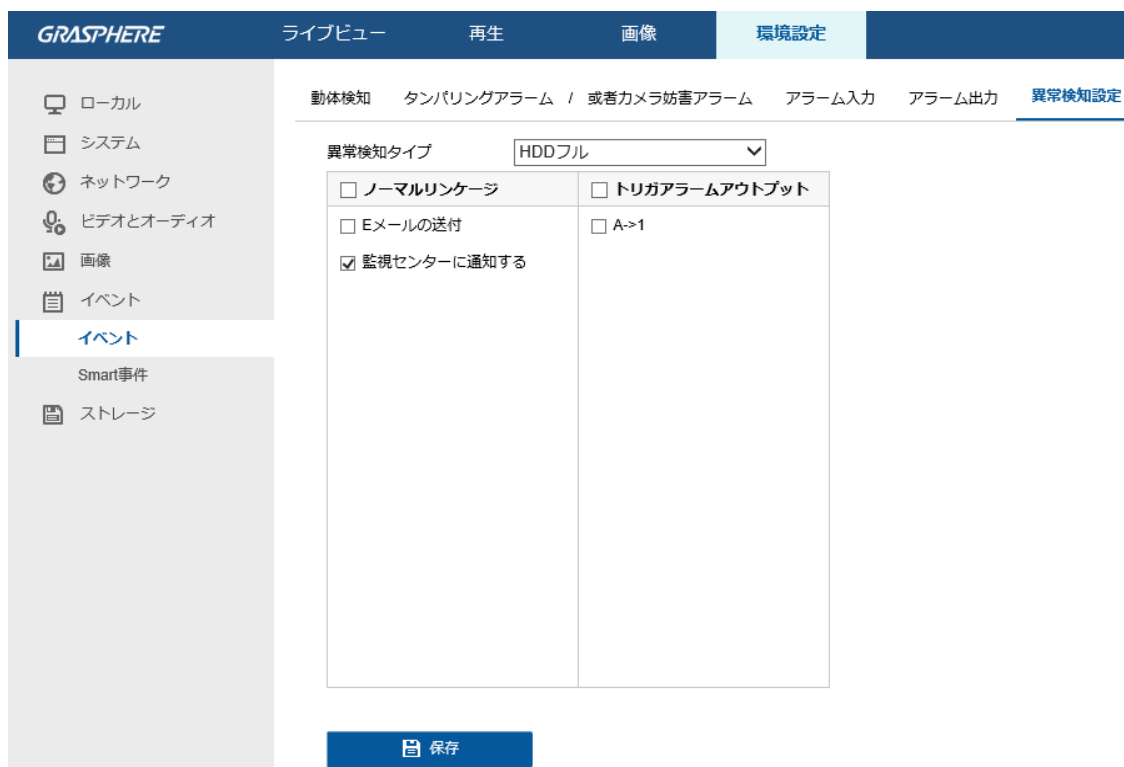 GRASPHERE ライブビュー 再生 画像 環境設定
動体検知 タンパリングアラーム / 或者カメラ妨害アラーム アラーム入力 アラーム出力 異常検知設定
ローカル
システム
ネットワーク
ビデオとオーディオ
画像
イベント
イベント
Smart事件
ストレージ
異常検知タイプ HDDフル
ノーマルリンケージ トリガアラームアウトプット
Eメールの送付 A->1
監視センターに通知する
保存